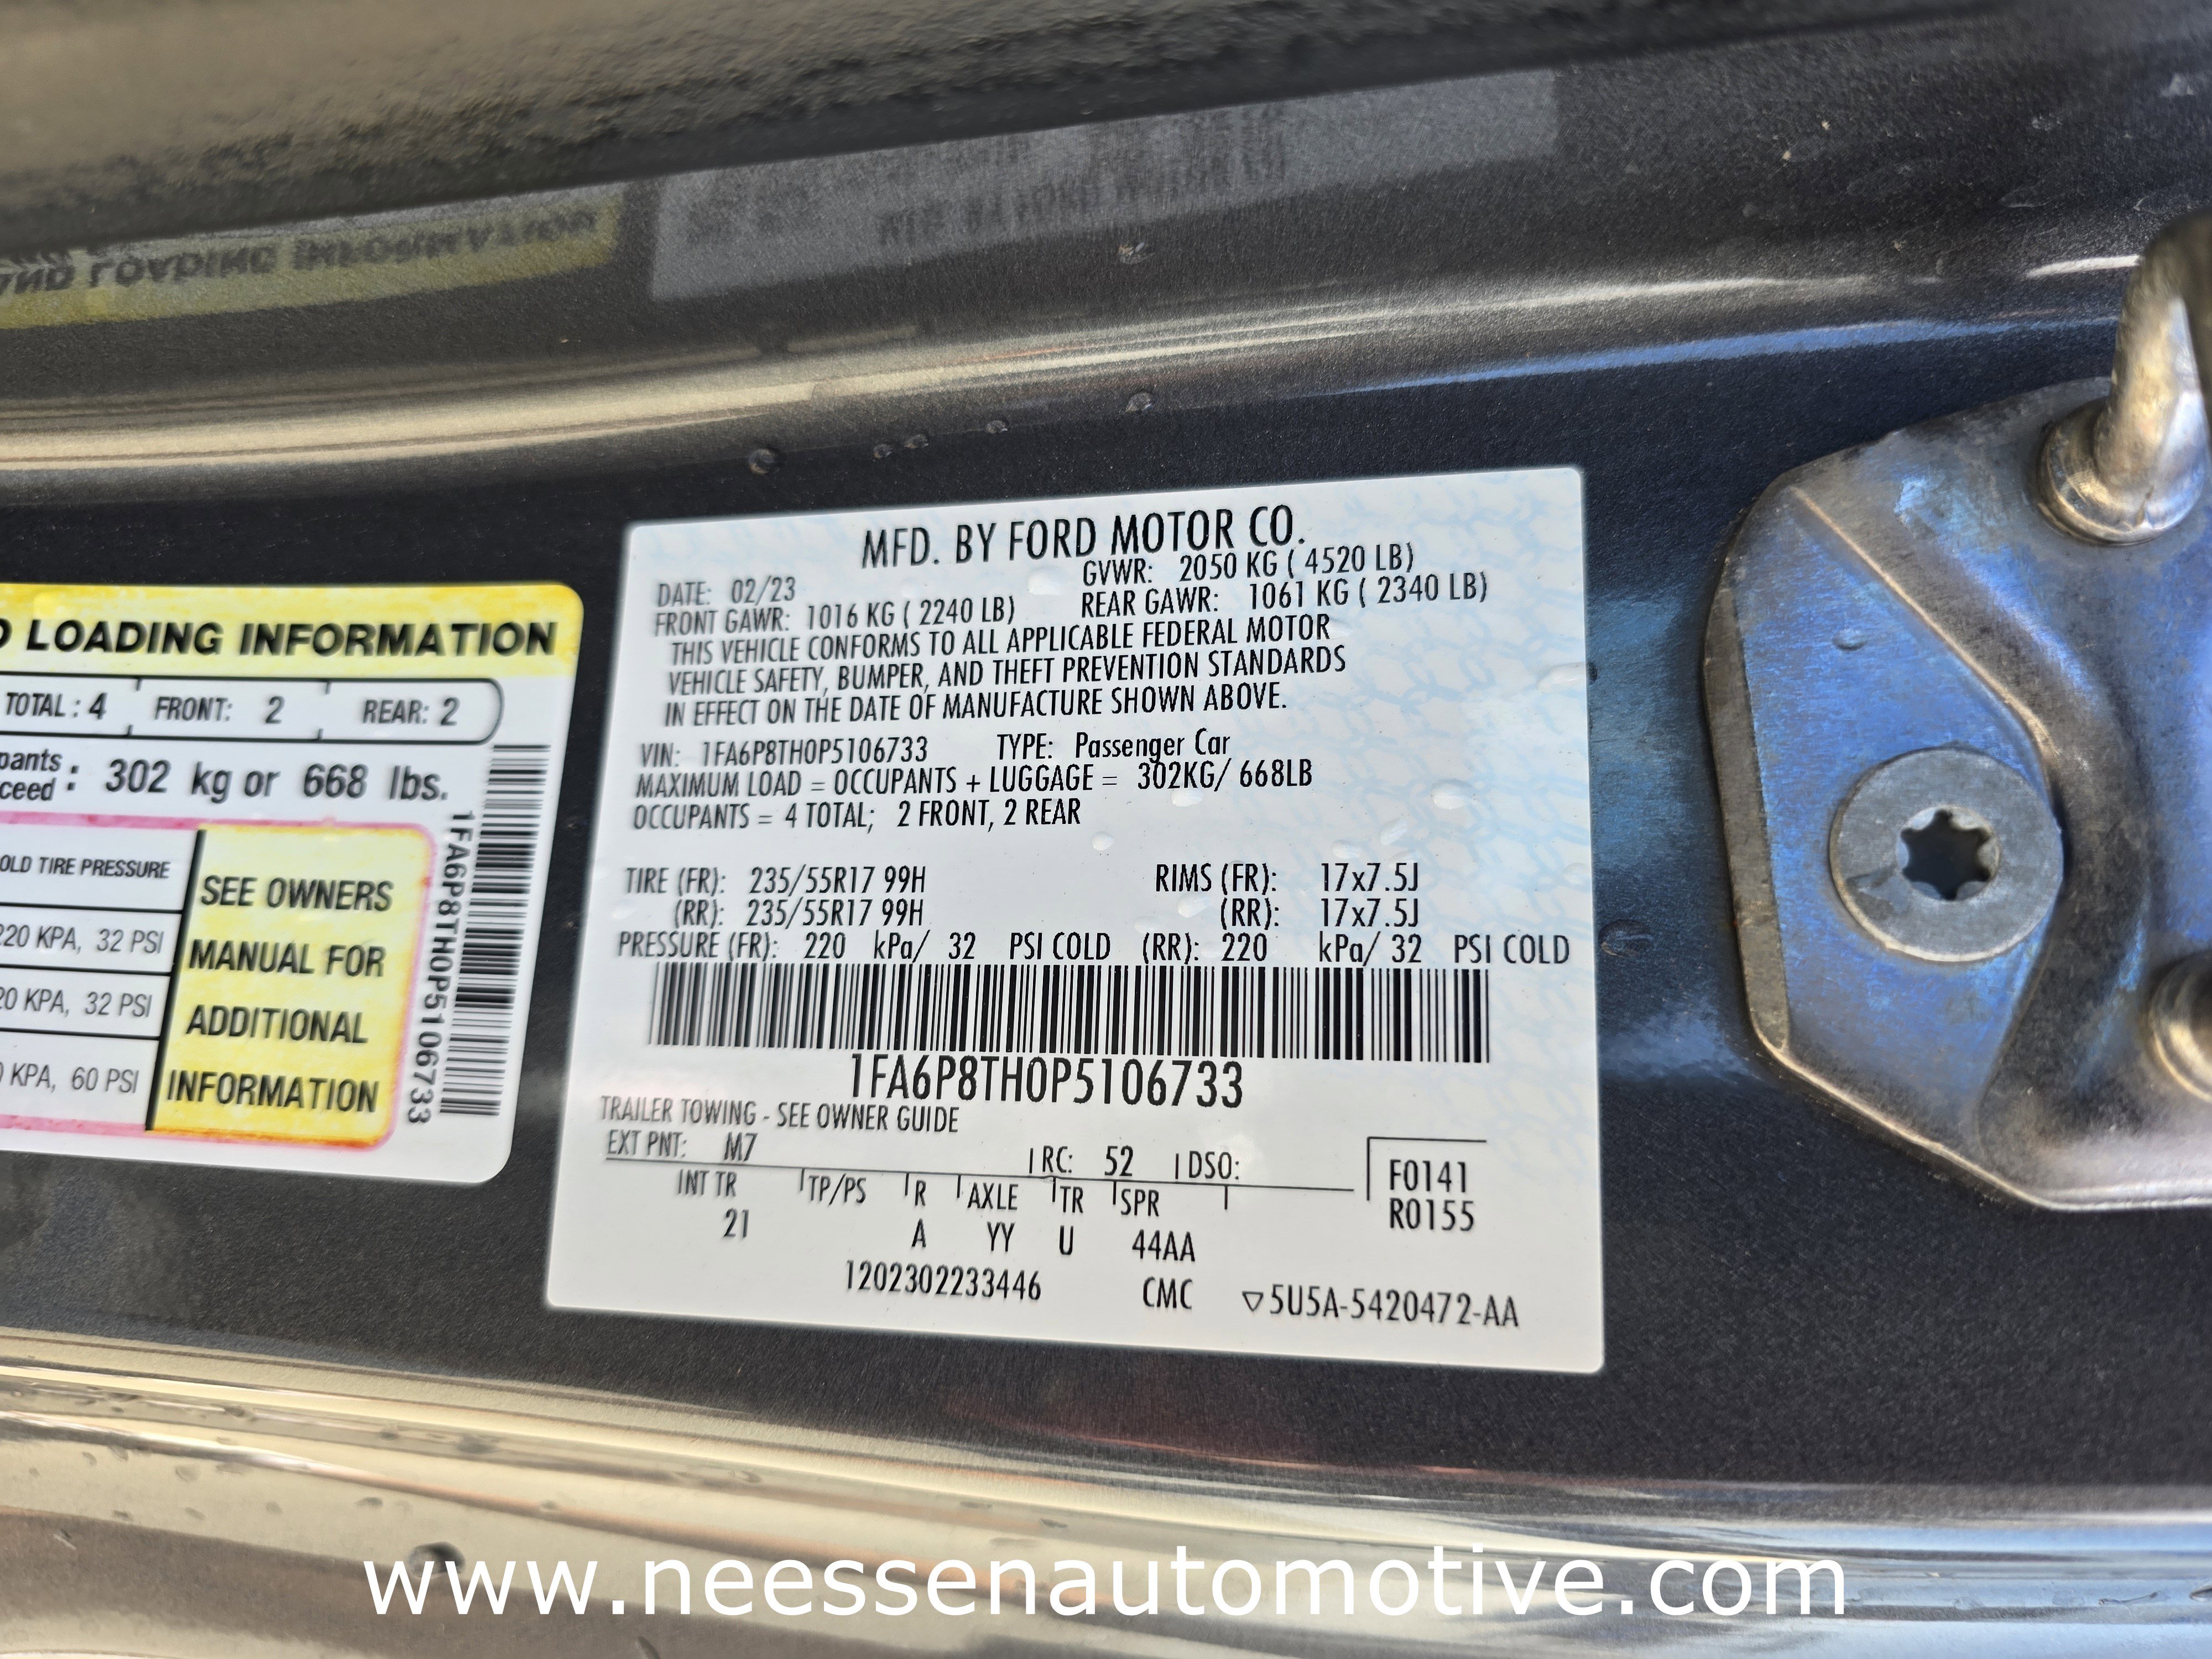 LOADING INFORMATION
TOTAL : 4 FRONT: 2 REAR: 2
302 kg or 668 lbs.
TIRE PRESSURE
32 PSI
KPA, 32 PSI
KPA, 60 PSI
SEE OWNERS
MANUAL FOR
ADDITIONAL
INFORMATION
1FA6P8TH0P5106733
MFD. BY FORD MOTOR CO.
DATE: 02/23 GVWR: 2050 KG ( 4520 LB)
FRONT GAWR: 1016 KG ( 2240 LB) REAR GAWR: 1061 KG ( 2340 LB)
THIS VEHICLE CONFORMS TO ALL APPLICABLE FEDERAL MOTOR
VEHICLE SAFETY, BUMPER, AND THEFT PREVENTION STANDARDS
IN EFFECT ON THE DATE OF MANUFACTURE SHOWN ABOVE.
VIN: 1FA6P8TH0P5106733 TYPE: Passenger Car
MAXIMUM LOAD = OCCUPANTS + LUGGAGE = 302KG/ 668LB
OCCUPANTS = 4 TOTAL; 2 FRONT, 2 REAR
TIRE (FR): 235/55R17 99H RIMS (FR): 17x7.5J
(RR): 235/55R17 99H (RR): 17x7.5J
PRESSURE (FR): 220 kPa/ 32 PSI COLD (RR): 220 kPa/ 32 PSI COLD
1FA6P8TH0P5106733
TRAILER TOWING - SEE OWNER GUIDE
EXT PNT: M7 RC: 52 DSO:
INT TR TP/PS R AXLE TR SPR
21 A YY U 44AA
F0141
R0155
1202302233446 CMC ▽5U5A-5420472-AA
www.neessenautomotive.com